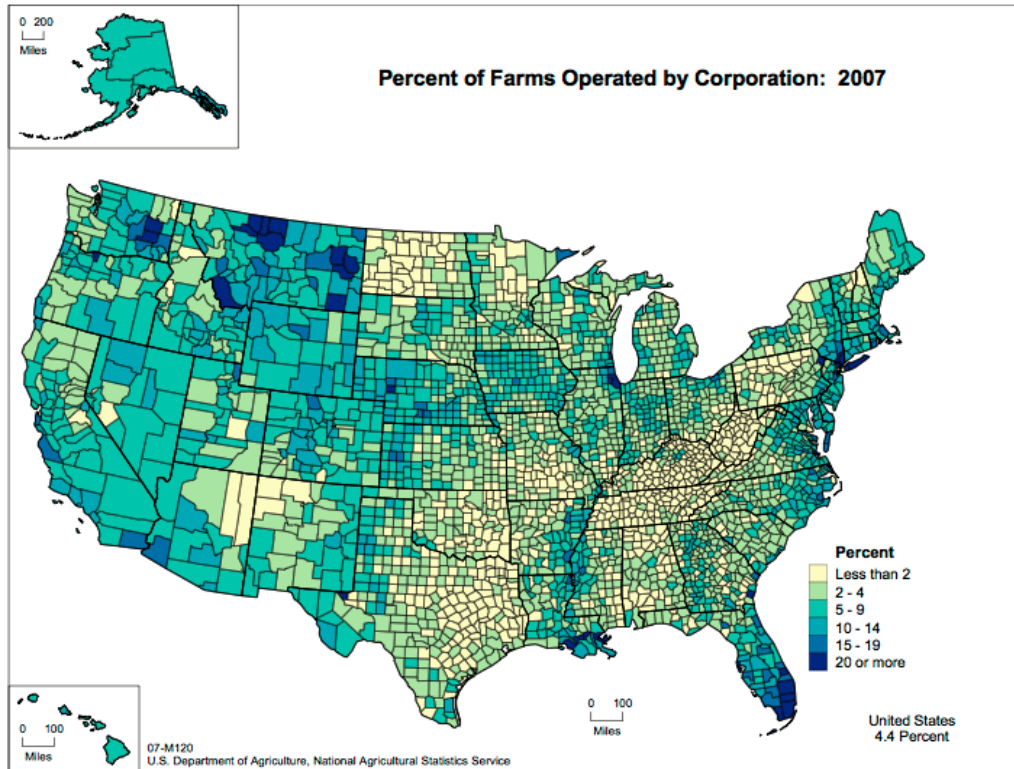 0 200
Miles
Percent of Farms Operated by Corporation: 2007
Percent
Less than 2
2 - 4
5 - 9
10 - 14
15 - 19
20 or more
0 100
Miles
0 100
Miles
United States
4.4 Percent
07-M120
U.S. Department of Agriculture, National Agricultural Statistics Service